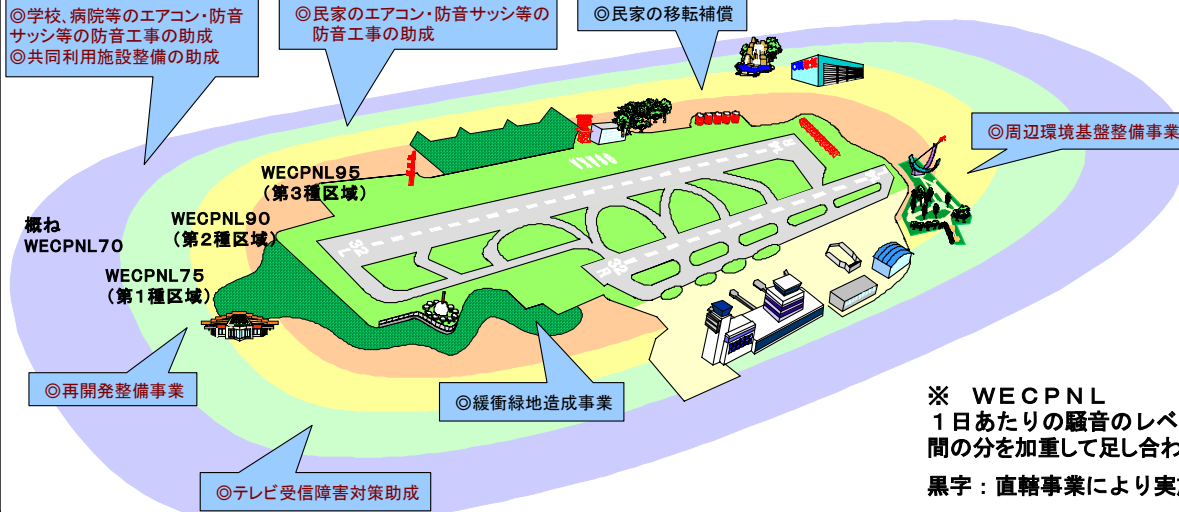 ◎学校、病院等のエアコン・防音
サッシ等の防音工事の助成
◎共同利用施設整備の助成
◎民家のエアコン・防音サッシ等の
防音工事の助成
◎民家の移転補償
◎周辺環境基盤整備事業
WECPNL95
(第3種区域)
WECPNL90
(第2種区域)
概ね
WECPNL70
WECPNL75
(第1種区域)
32
L
32
R
◎再開発整備事業
◎緩衝緑地造成事業
◎テレビ受信障害対策助成
※ WECPNL
1日あたりの騒音のレベ
間の分を加重して足し合わ
黒字：直轄事業により実